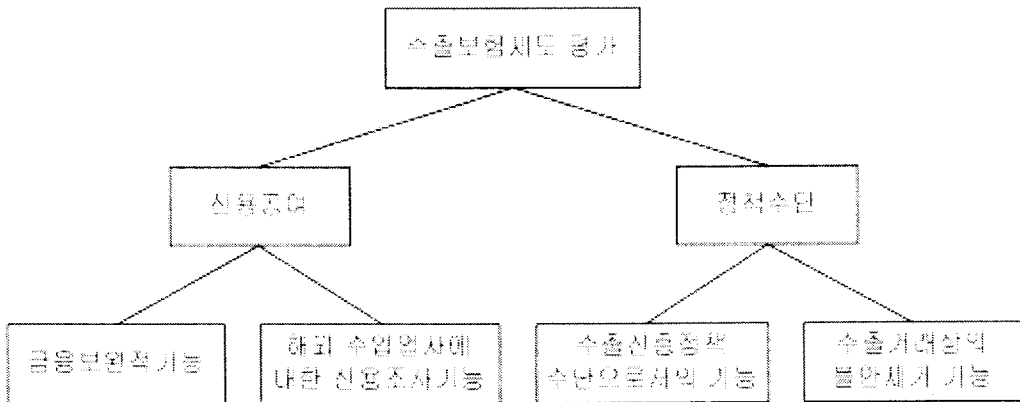 수출보험제도 평가
신용공여
정책수단
금융보완적기능
해외 수입업자에
대한 신용조사기능
수출진흥정책
수단으로서의 기능
수출거래상의
불안제거 기능